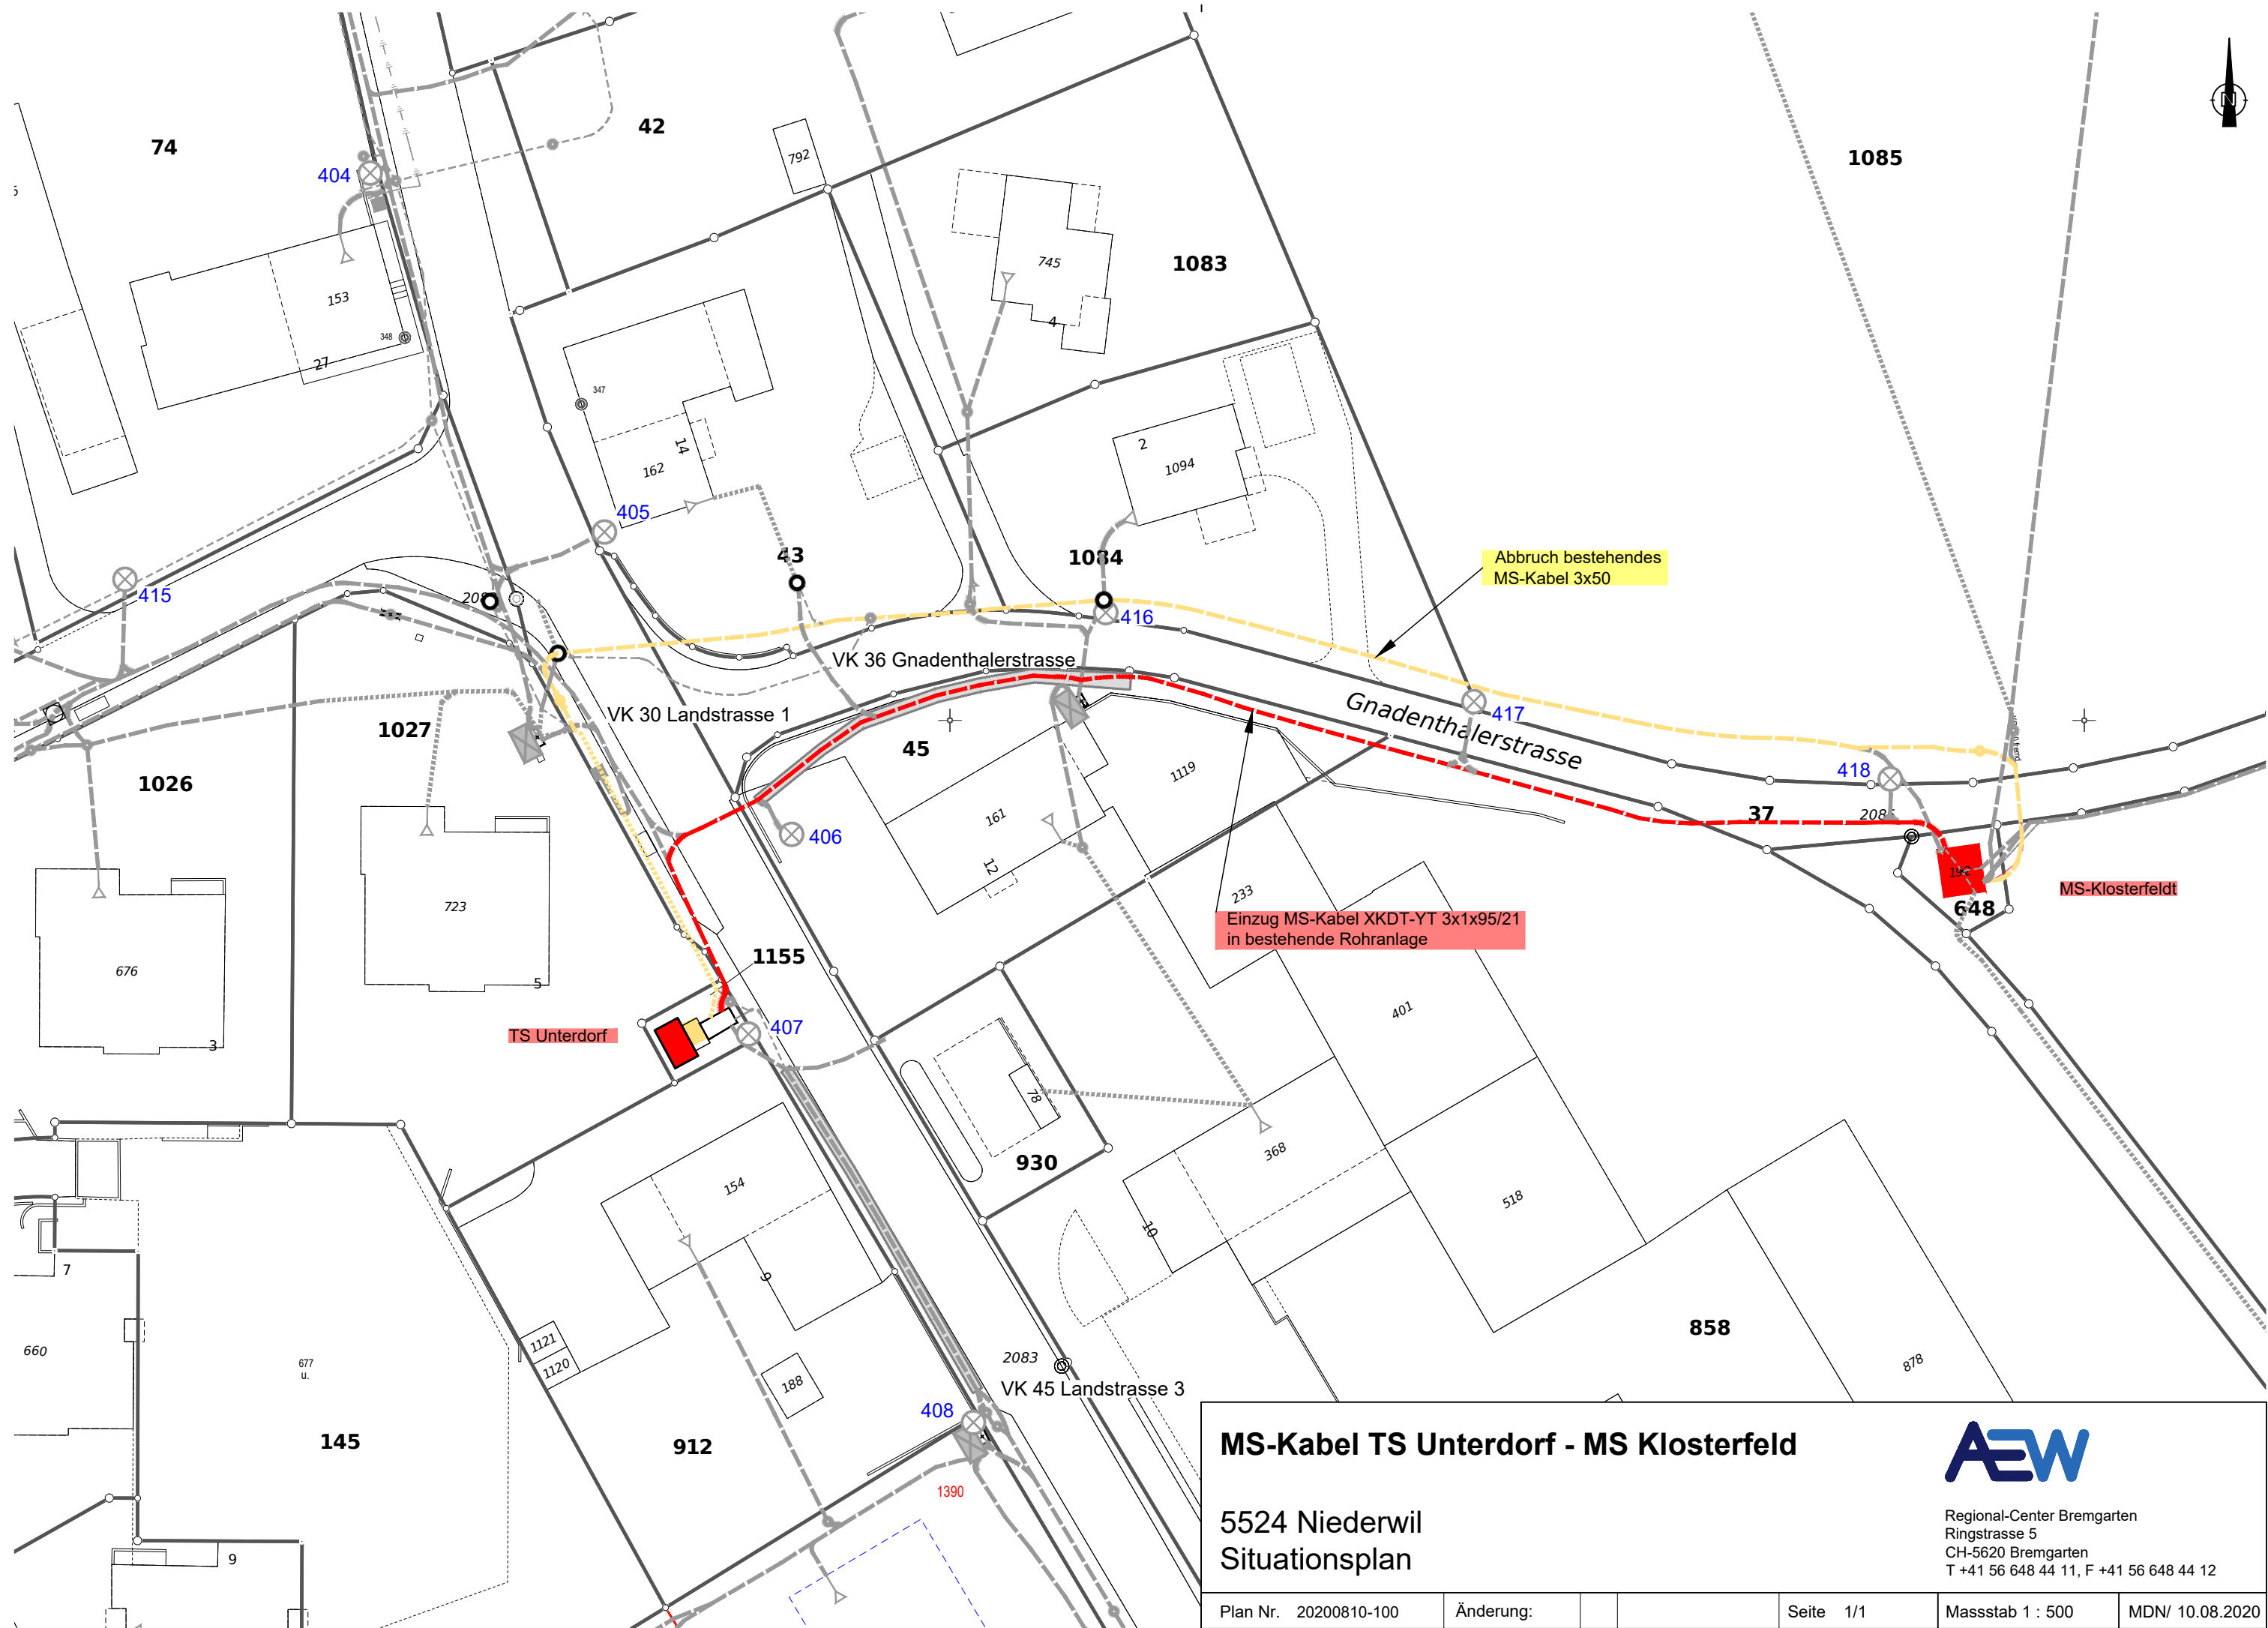 74
42
792
1085
404
745
1083
4
153
348
27
347
14
162
2
1094
405
43
1084
Abbruch bestehendes
MS-Kabel 3x50
415
416
VK 36 Gnadenthalerstrasse
VK 30 Landstrasse 1
1027
45
Gnadenthalerstrasse
417
1026
1119
418
37
161
406
12
723
233
MS-Klosterfeldt
648
Einzug MS-Kabel XKDT-YT 3x1x95/21
in bestehende Rohranlage
676
5
1155
401
TS Unterdorf
407
3
78
368
930
154
518
10
7
9
858
660
677
u.
1121
1120
188
2083
878
VK 45 Landstrasse 3
408
145
912
1390
9
MS-Kabel TS Unterdorf - MS Klosterfeld
AEW
5524 Niederwil
Situationsplan
Regional-Center Bremgarten
Ringstrasse 5
CH-5620 Bremgarten
T +41 56 648 44 11, F +41 56 648 44 12
Plan Nr. 20200810-100
Änderung:
Seite 1/1
Massstab 1 : 500
MDN/ 10.08.2020